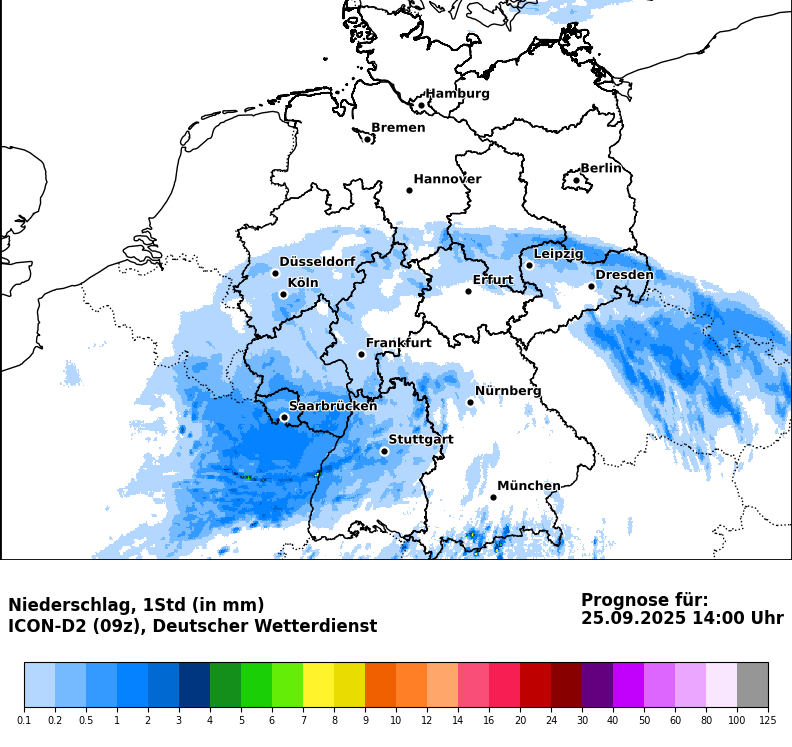 Hamburg
Bremen
Berlin
Hannover
Leipzig
Düsseldorf
Dresden
Köln
Erfurt
Frankfurt
Nürnberg
Saarbrücken
Stuttgart
München
Niederschlag, 1Std (in mm)
ICON-D2 (09z), Deutscher Wetterdienst
Prognose für:
25.09.2025 14:00 Uhr
0.1 0.2 0.5 1 2 3 4 5 6 7 8 9 10 12 14 16 20 24 30 40 50 60 80 100 125